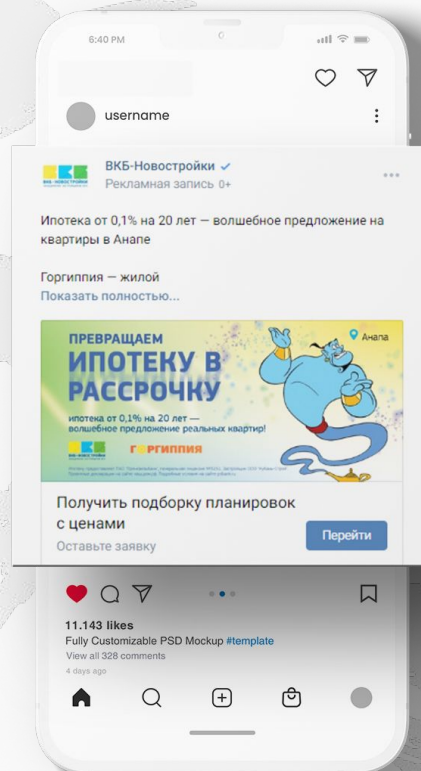 6:40 PM
username
ВКБ-Новостройки
Рекламная запись 0+
Ипотека от 0,1% на 20 лет — волшебное предложение на
квартиры в Анапе
Горгиппия — жилой
Показать полностью...
Анапа
ПРЕВРАЩАЕМ
ИПОТЕКУ В
РАССРОЧКУ
ипотека от 0,1% на 20 лет —
волшебное предложение реальных квартир!
ВКБ-НОВОСТРОЙКИ
ГОРГИППИЯ
Получить подборку планировок
с ценами
Оставьте заявку
Перейти
11.143 likes
Fully Customizable PSD Mockup #template
View all 328 comments
4 days ago